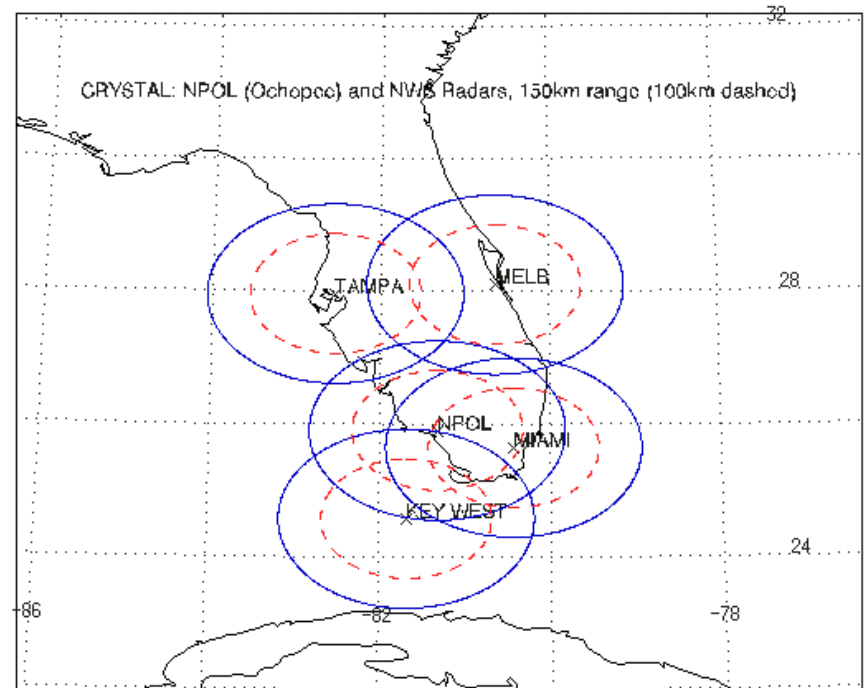 32
CRYSTAL: NPOL (Ochopee) and NWS Radars, 150km range (100km dashed)
TAMPA
MELB
28
NPOL
MIAMI
KEY WEST
24
-86
-82
-78